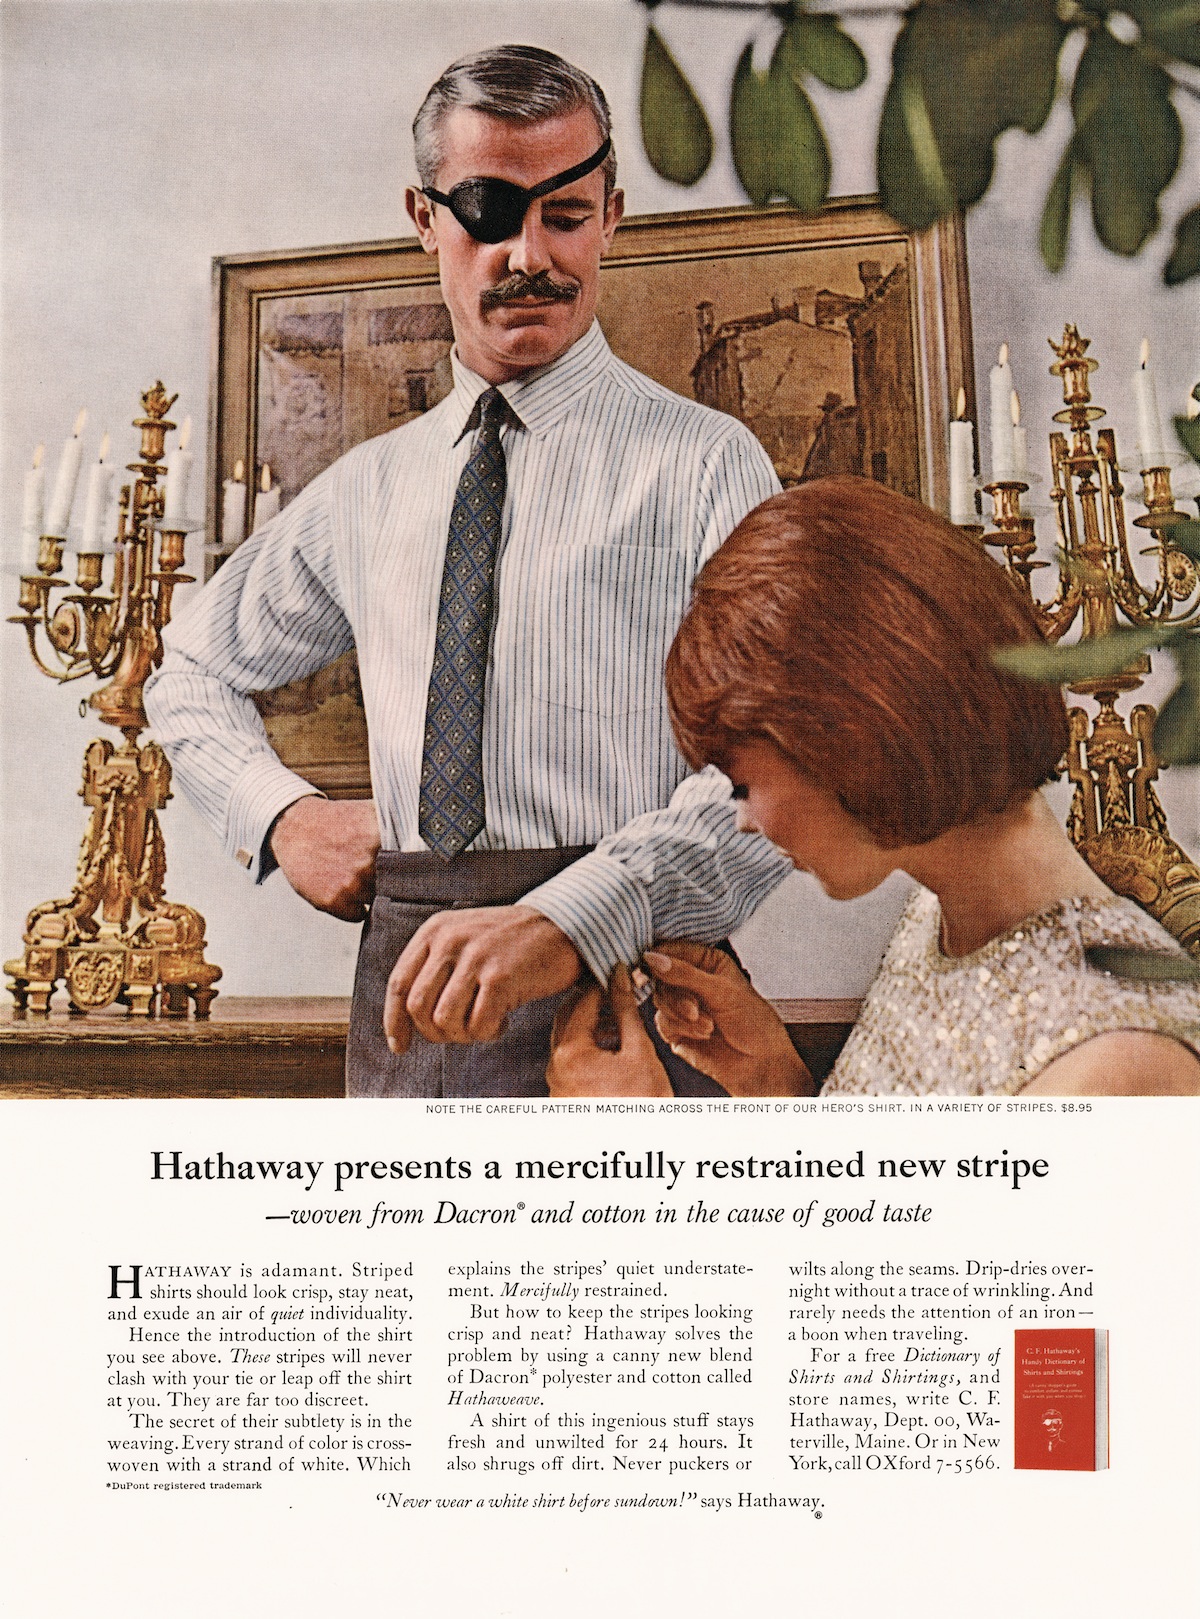 NOTE THE CAREFUL PATTERN MATCHING ACROSS THE FRONT OF OUR HERO'S SHIRT. IN A VARIETY OF STRIPES. $8.95
Hathaway presents a mercifully restrained new stripe
—woven from Dacron® and cotton in the cause of good taste
HATHAWAY is adamant. Striped
shirts should look crisp, stay neat,
and exude an air of quiet individuality.
Hence the introduction of the shirt
you see above. These stripes will never
clash with your tie or leap off the shirt
at you. They are far too discreet.
The secret of their subtlety is in the
weaving. Every strand of color is cross-
woven with a strand of white. Which
*DuPont registered trademark
explains the stripes' quiet understate-
ment. Mercifully restrained.
But how to keep the stripes looking
crisp and neat? Hathaway solves the
problem by using a canny new blend
of Dacron* polyester and cotton called
Hathaweave.
A shirt of this ingenious stuff stays
fresh and unwilted for 24 hours. It
also shrugs off dirt. Never puckers or
wilts along the seams. Drip-dries over-
night without a trace of wrinkling. And
rarely needs the attention of an iron—
a boon when traveling.
For a free Dictionary of
Shirts and Shirtings, and
store names, write C. F.
Hathaway, Dept. 00, Wa-
terville, Maine. Or in New
York, call OXford 7-5566.
C. F. Hathaway's
Handy Dictionary of
Shirts and Shirtings
"Never wear a white shirt before sundown!" says Hathaway.
®